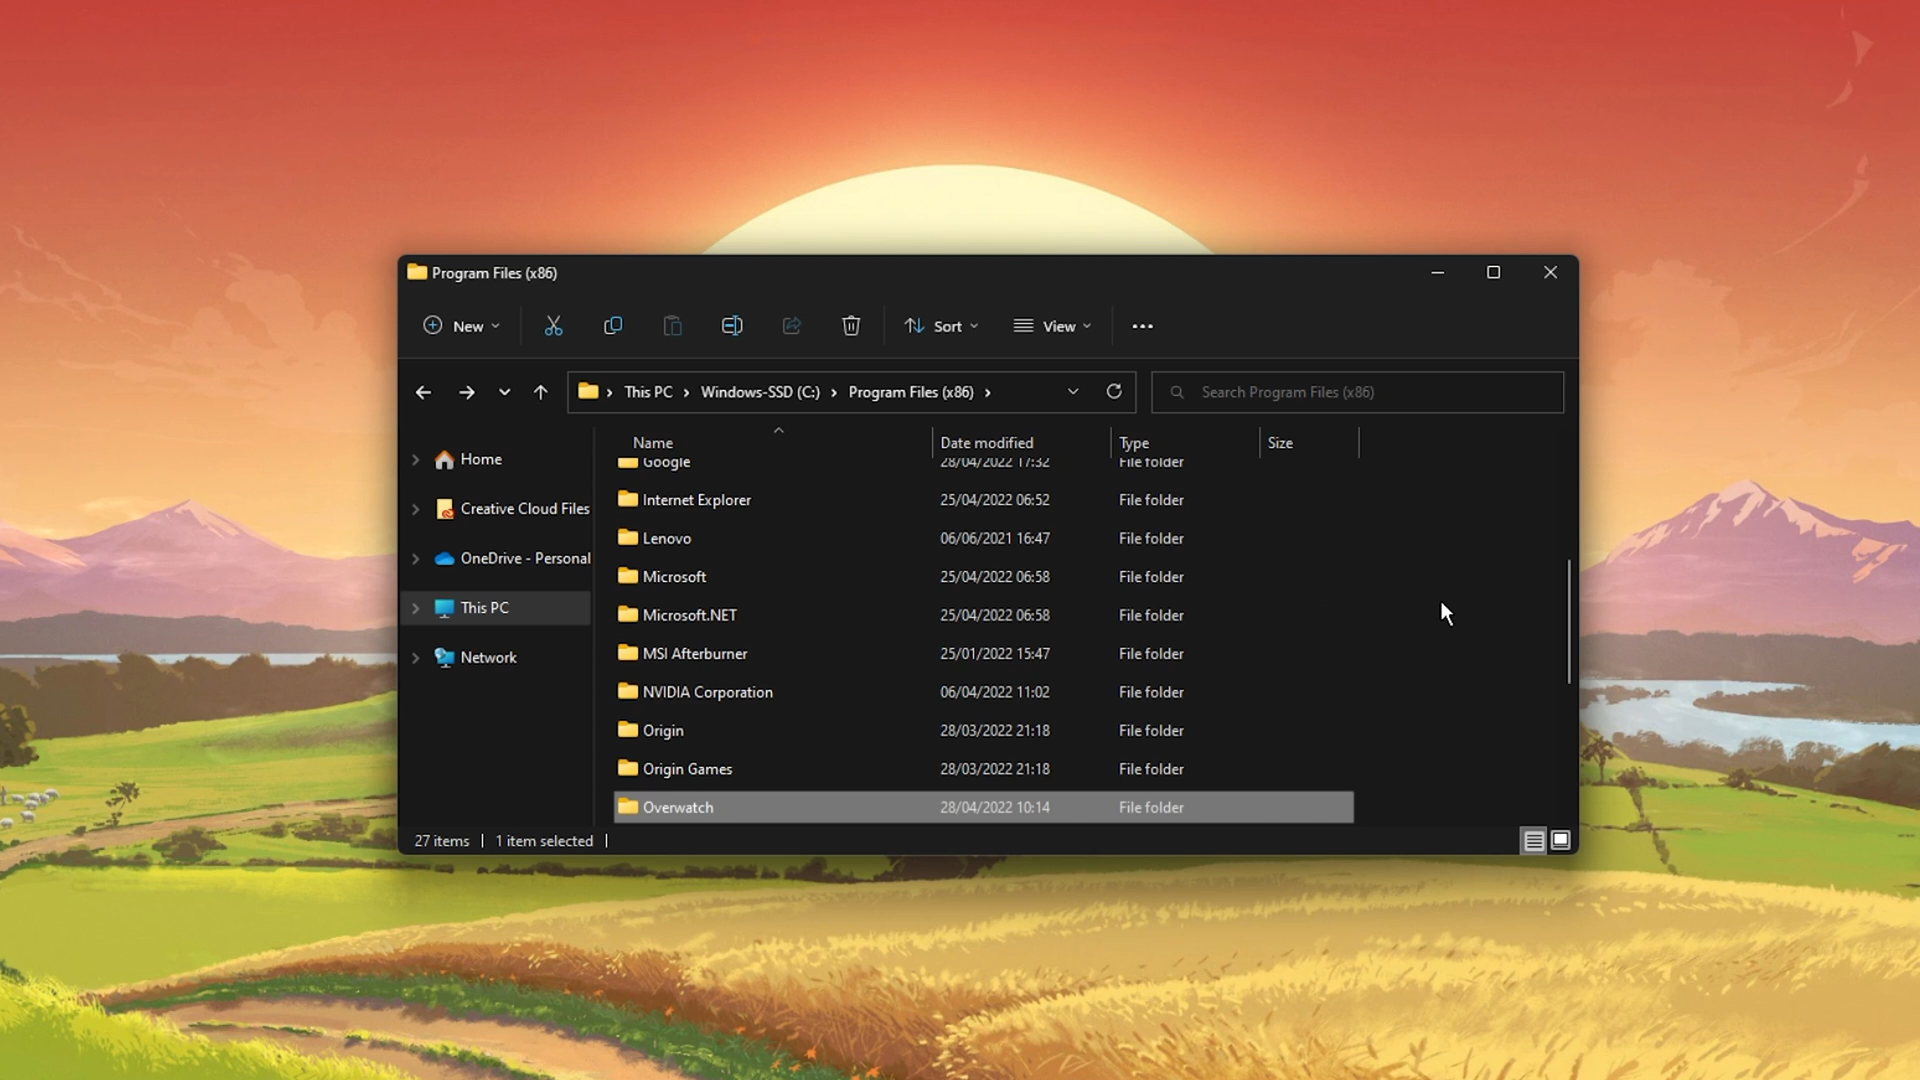 Program Files (x86)
New Sort View
This PC Windows-SSD (C:) Program Files (x86) Search Program Files (x86)
Name Date modified Type Size
Home
Creative Cloud Files
OneDrive - Personal
This PC
Network
Google 28/04/2022 17:32 File folder
Internet Explorer 25/04/2022 06:52 File folder
Lenovo 06/06/2021 16:47 File folder
Microsoft 25/04/2022 06:58 File folder
Microsoft.NET 25/04/2022 06:58 File folder
MSI Afterburner 25/01/2022 15:47 File folder
NVIDIA Corporation 06/04/2022 11:02 File folder
Origin 28/03/2022 21:18 File folder
Origin Games 28/03/2022 21:18 File folder
Overwatch 28/04/2022 10:14 File folder
27 items 1 item selected